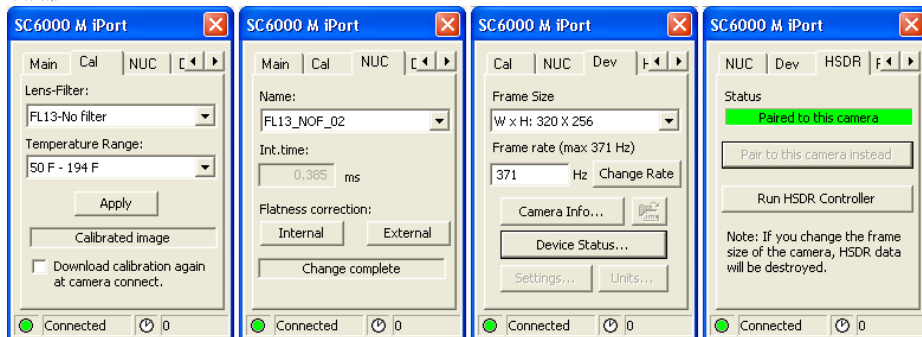 SC6000 M iPort
Main Cal NUC
Lens-Filter:
FL13-No filter
Temperature Range:
50 F - 194 F
Apply
Calibrated image
Download calibration again
at camera connect.
Connected 0
SC6000 M iPort
Main Cal NUC
Name:
FL13_NOF_02
Int.time:
0.385 ms
Flatness correction:
Internal External
Change complete
Connected 0
SC6000 M iPort
Cal NUC Dev
Frame Size
W x H: 320 X 256
Frame rate (max 371 Hz)
371 Hz Change Rate
Camera Info...
Device Status...
Settings... Units...
Connected 0
SC6000 M iPort
NUC Dev HSDR
Status
Paired to this camera
Pair to this camera instead
Run HSDR Controller
Note: If you change the frame
size of the camera, HSDR data
will be destroyed.
Connected 0